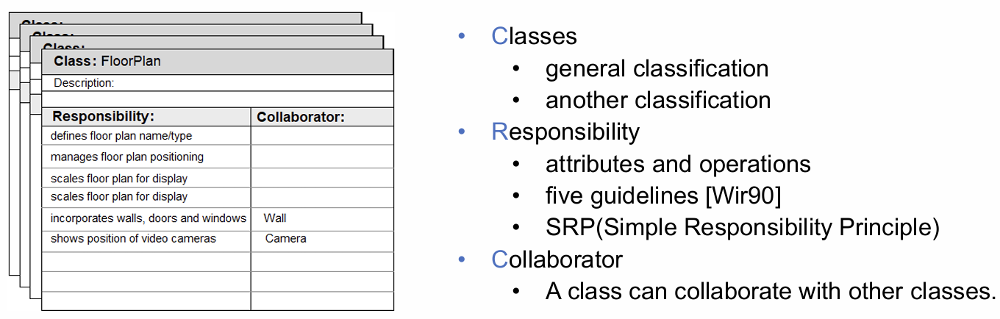 Class:
Class:
Class:
Class: FloorPlan
Description:
Responsibility: Collaborator:
defines floor plan name/type
manages floor plan positioning
scales floor plan for display
scales floor plan for display
incorporates walls, doors and windows Wall
shows position of video cameras Camera
• Classes
• general classification
• another classification
• Responsibility
• attributes and operations
• five guidelines [Wir90]
• SRP(Simple Responsibility Principle)
• Collaborator
• A class can collaborate with other classes.